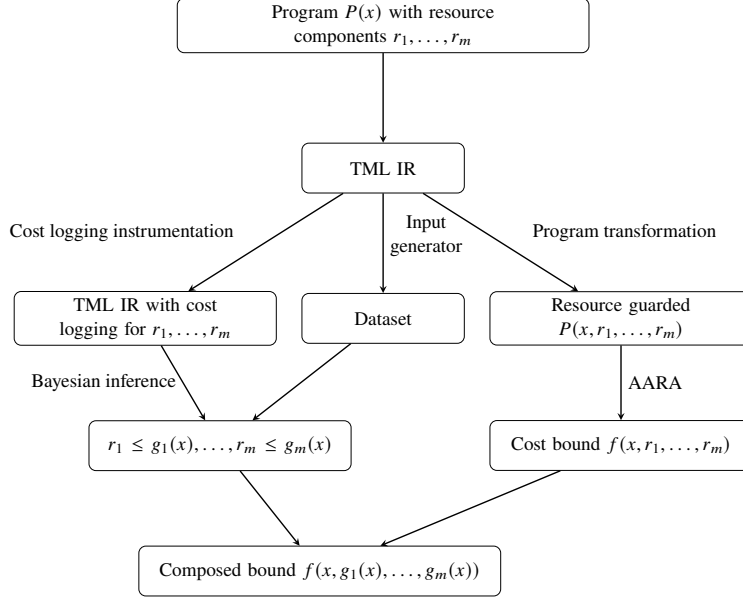 Program P(x) with resource
components r₁, . . . , rₘ
TML IR
Cost logging instrumentation
Input
generator
Program transformation
TML IR with cost
logging for r₁, . . . , rₘ
Dataset
Resource guarded
P(x, r₁, . . . , rₘ)
Bayesian inference
AARA
r₁ ≤ g₁(x), . . . , rₘ ≤ gₘ(x)
Cost bound f(x, r₁, . . . , rₘ)
Composed bound f(x, g₁(x), . . . , gₘ(x))